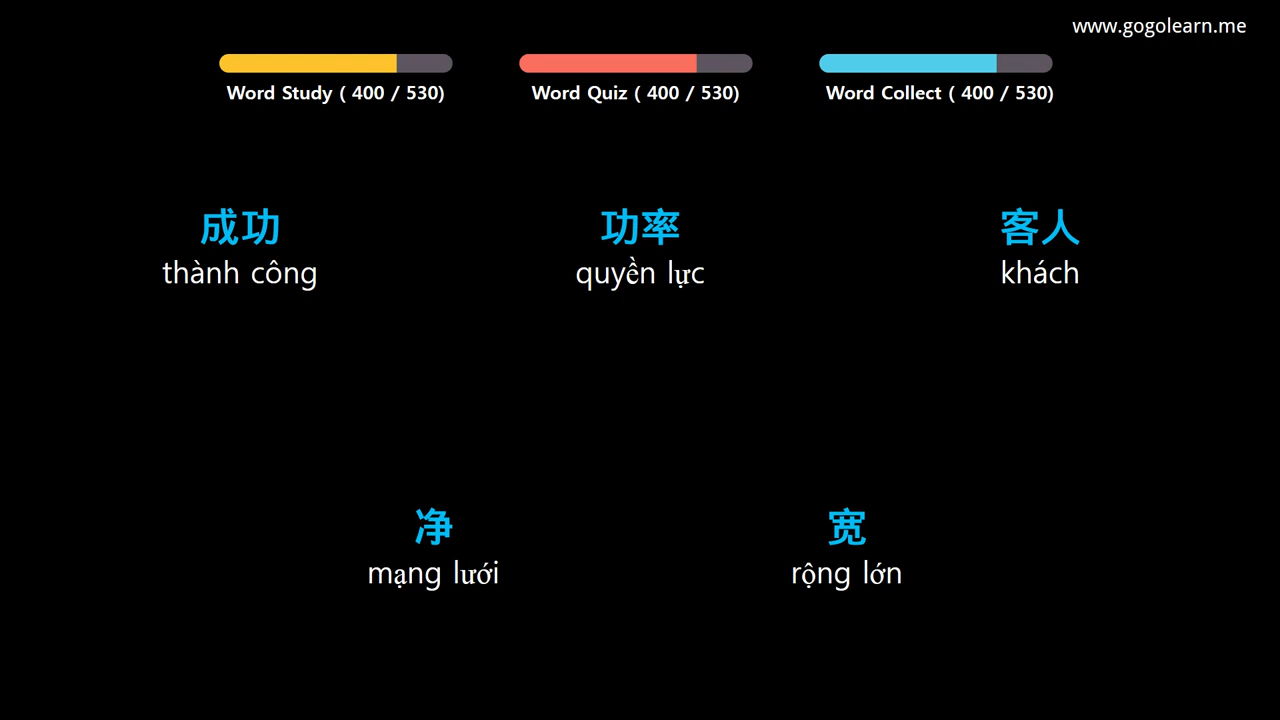 www.gogolearn.me
Word Study ( 400 / 530)
Word Quiz ( 400 / 530)
Word Collect ( 400 / 530)
成功
thành công
功率
quyền lực
客人
khách
净
mạng lưới
宽
rộng lớn